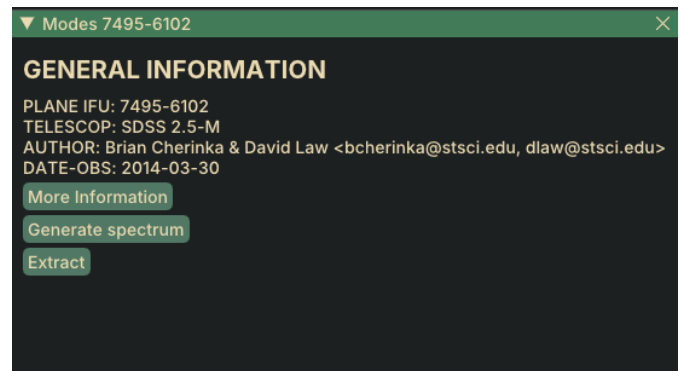 Modes 7495-6102
GENERAL INFORMATION
PLANE IFU: 7495-6102
TELESCOP: SDSS 2.5-M
AUTHOR: Brian Cherinka & David Law <bcherinka@stsci.edu, dlaw@stsci.edu>
DATE-OBS: 2014-03-30
More Information
Generate spectrum
Extract